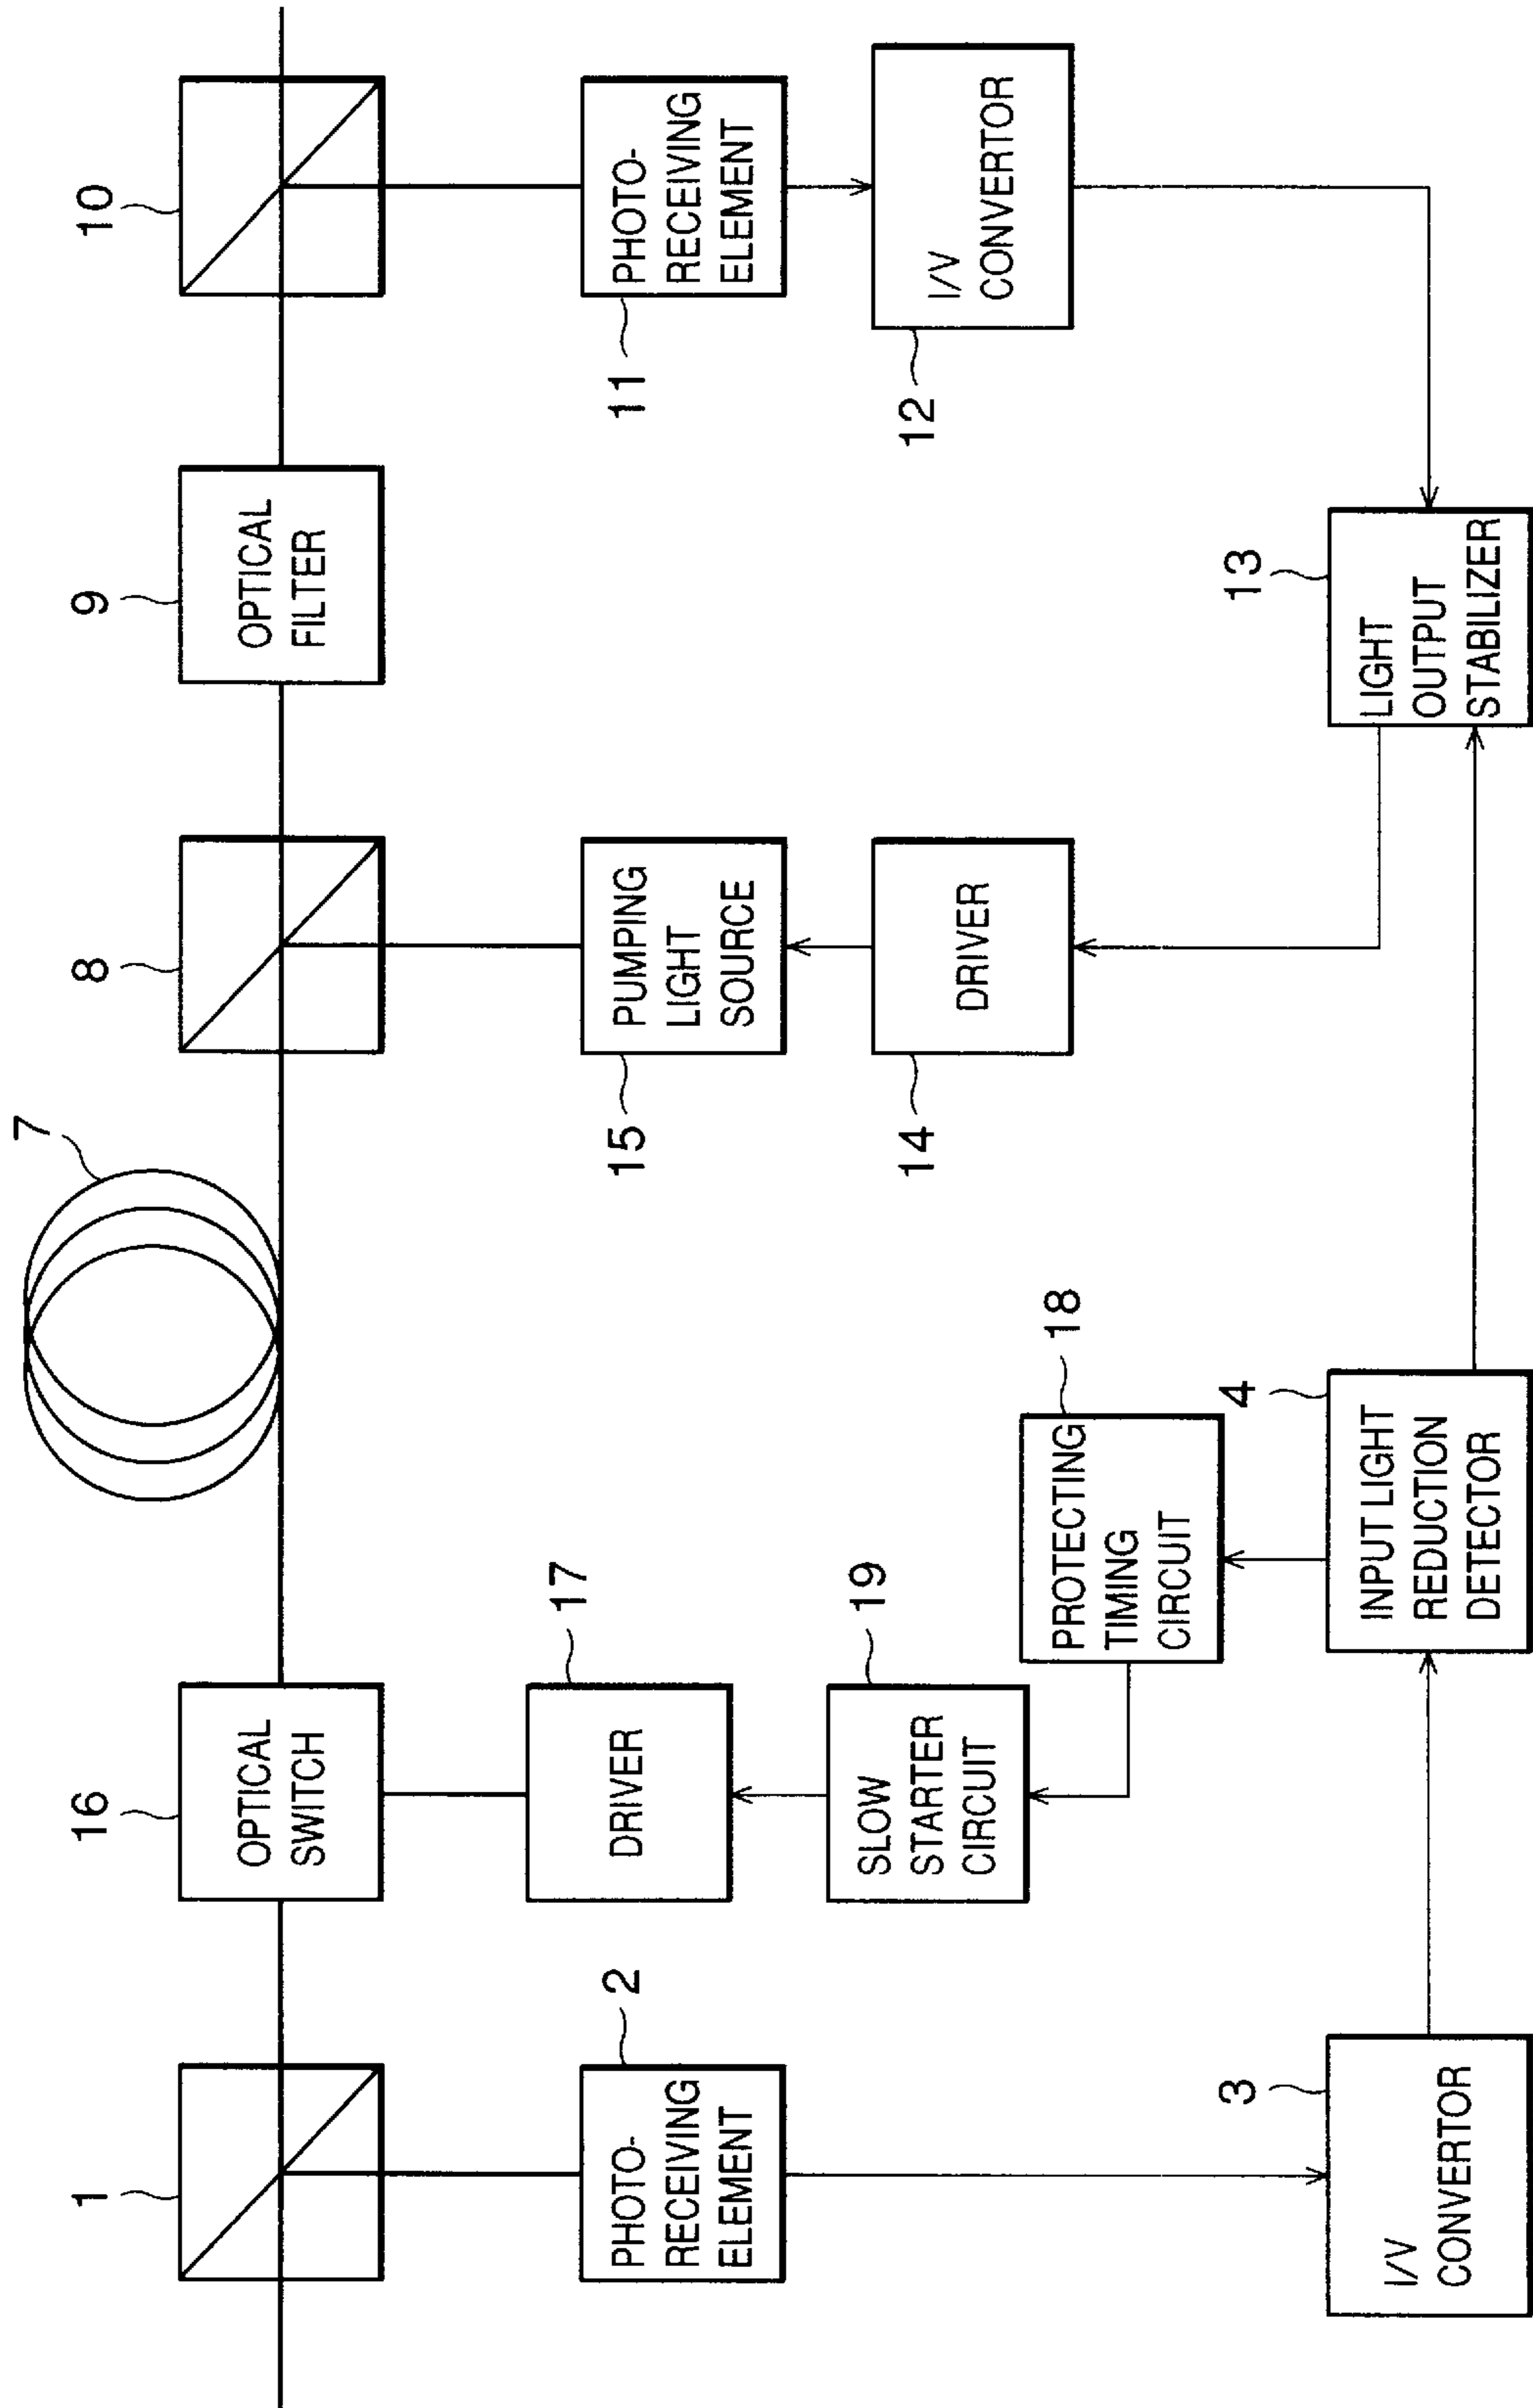 7
1
16
8
9
10
OPTICAL
SWITCH
OPTICAL
FILTER
2
17
PHOTO-
RECEIVING
ELEMENT
DRIVER
15
PUMPING
LIGHT
SOURCE
11
PHOTO-
RECEIVING
ELEMENT
19
SLOW
STARTER
CIRCUIT
14
DRIVER
12
I/V
CONVERTOR
18
PROTECTING
TIMING
CIRCUIT
3
I/V
CONVERTOR
4
INPUT LIGHT
REDUCTION
DETECTOR
13
LIGHT
OUTPUT
STABILIZER